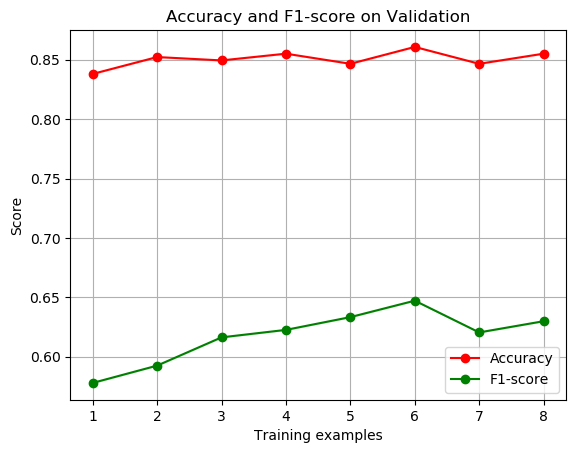 Accuracy and F1-score on Validation
Score
0.85
0.80
0.75
0.70
0.65
0.60
Accuracy
F1-score
1 2 3 4 5 6 7 8
Training examples